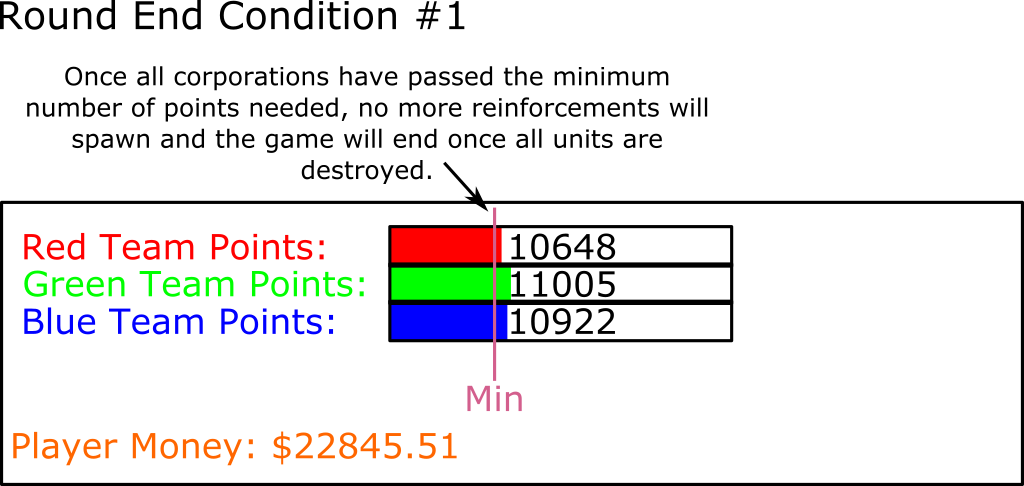 Round End Condition #1
Once all corporations have passed the minimum
number of points needed, no more reinforcements will
spawn and the game will end once all units are
destroyed.
Red Team Points: 10648
Green Team Points: 11005
Blue Team Points: 10922
Min
Player Money: $22845.51